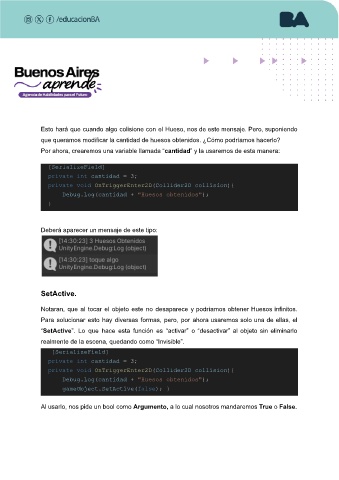 /educacionBA
BA
Buenos Aires
aprende
Agencia de Habilidades para el Futuro
Esto hará que cuando algo colisione con el Hueso, nos de este mensaje. Pero, suponiendo
que queramos modificar la cantidad de huesos obtenidos. ¿Cómo podríamos hacerlo?
Por ahora, crearemos una variable llamada "cantidad" y la usaremos de esta manera:
[SerializeField]
private int cantidad = 3;
private void OnTriggerEnter2D(Collider2D collision){
Debug.Log(cantidad + "Huesos obtenidos");
}
Deberá aparecer un mensaje de este tipo:
[14:30:23] 3 Huesos Obtenidos
UnityEngine.Debug:Log (object)
[14:30:23] toque algo
UnityEngine.Debug:Log (object)
SetActive.
Notaran, que al tocar el objeto este no desaparece y podríamos obtener Huesos infinitos.
Para solucionar esto hay diversas formas, pero, por ahora usaremos solo una de ellas, el
"SetActive". Lo que hace esta función es "activar" o "desactivar" al objeto sin eliminarlo
realmente de la escena, quedando como "Invisible".
[SerializeField]
private int cantidad = 3;
private void OnTriggerEnter2D(Collider2D collision){
Debug.Log(cantidad + "Huesos obtenidos");
gameObject.SetActive(false); }
Al usarlo, nos pide un bool como Argumento, a lo cual nosotros mandaremos True o False.